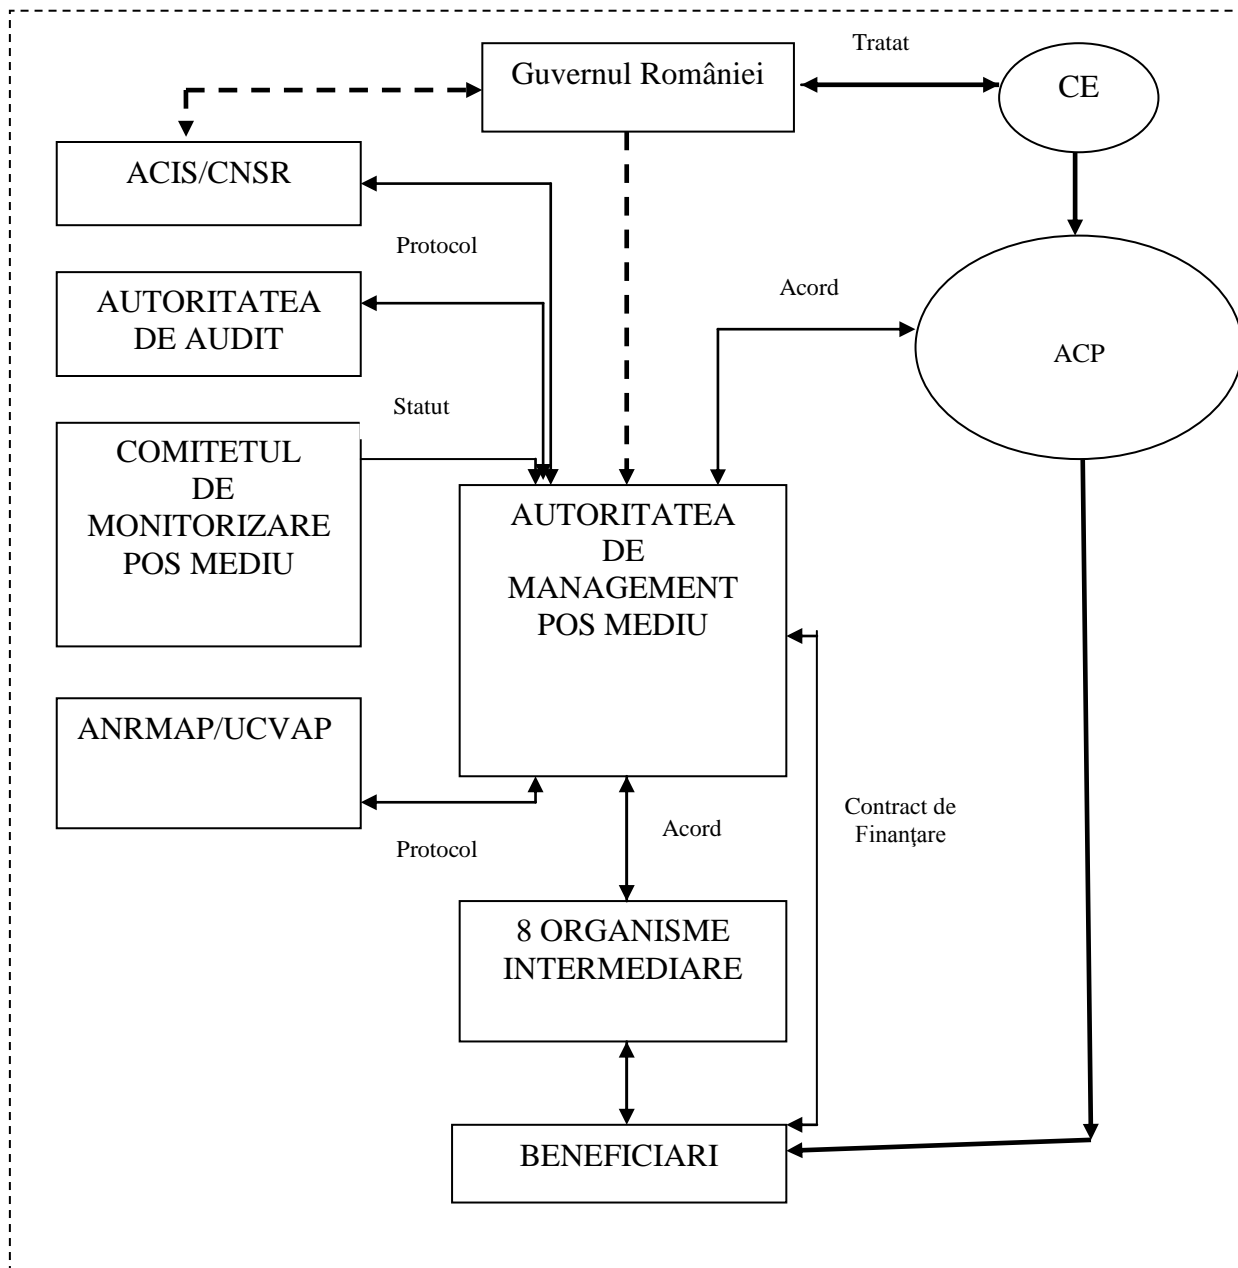 Tratat
Guvernul României
CE
ACIS/CNSR
Protocol
AUTORITATEA
DE AUDIT
Acord
ACP
Statut
COMITETUL
DE
MONITORIZARE
POS MEDIU
AUTORITATEA
DE
MANAGEMENT
POS MEDIU
ANRMAP/UCVAP
Contract de
Finanţare
Acord
Protocol
8 ORGANISME
INTERMEDIARE
BENEFICIARI